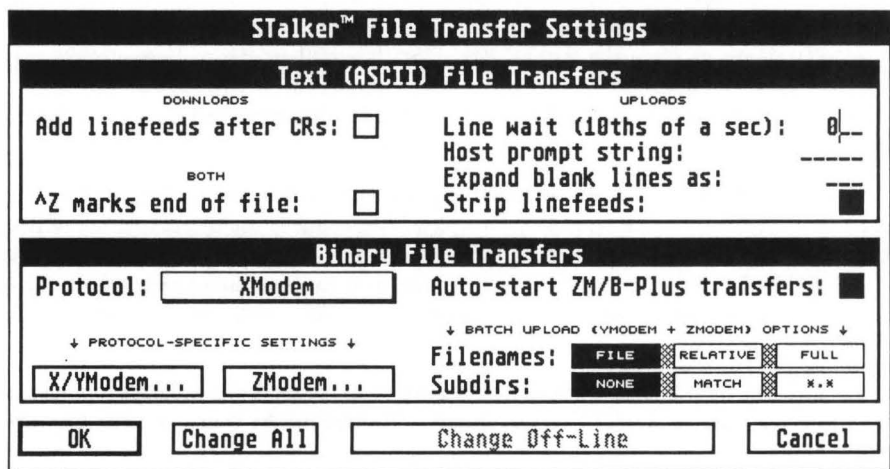 STalker™ File Transfer Settings
Text (ASCII) File Transfers
DOWNLOADS
UPLOADS
Add linefeeds after CRs:
Line wait (10ths of a sec): 0__
Host prompt string: _____
BOTH
Expand blank lines as: ___
^Z marks end of file:
Strip linefeeds:
Binary File Transfers
Protocol: XModem
Auto-start ZM/B-Plus transfers:
↓ PROTOCOL-SPECIFIC SETTINGS ↓
↓ BATCH UPLOAD (YMODEM + ZMODEM) OPTIONS ↓
Filenames: FILE RELATIVE FULL
X/YModem... ZModem...
Subdirs: NONE MATCH *.*
OK Change All Change Off-Line Cancel